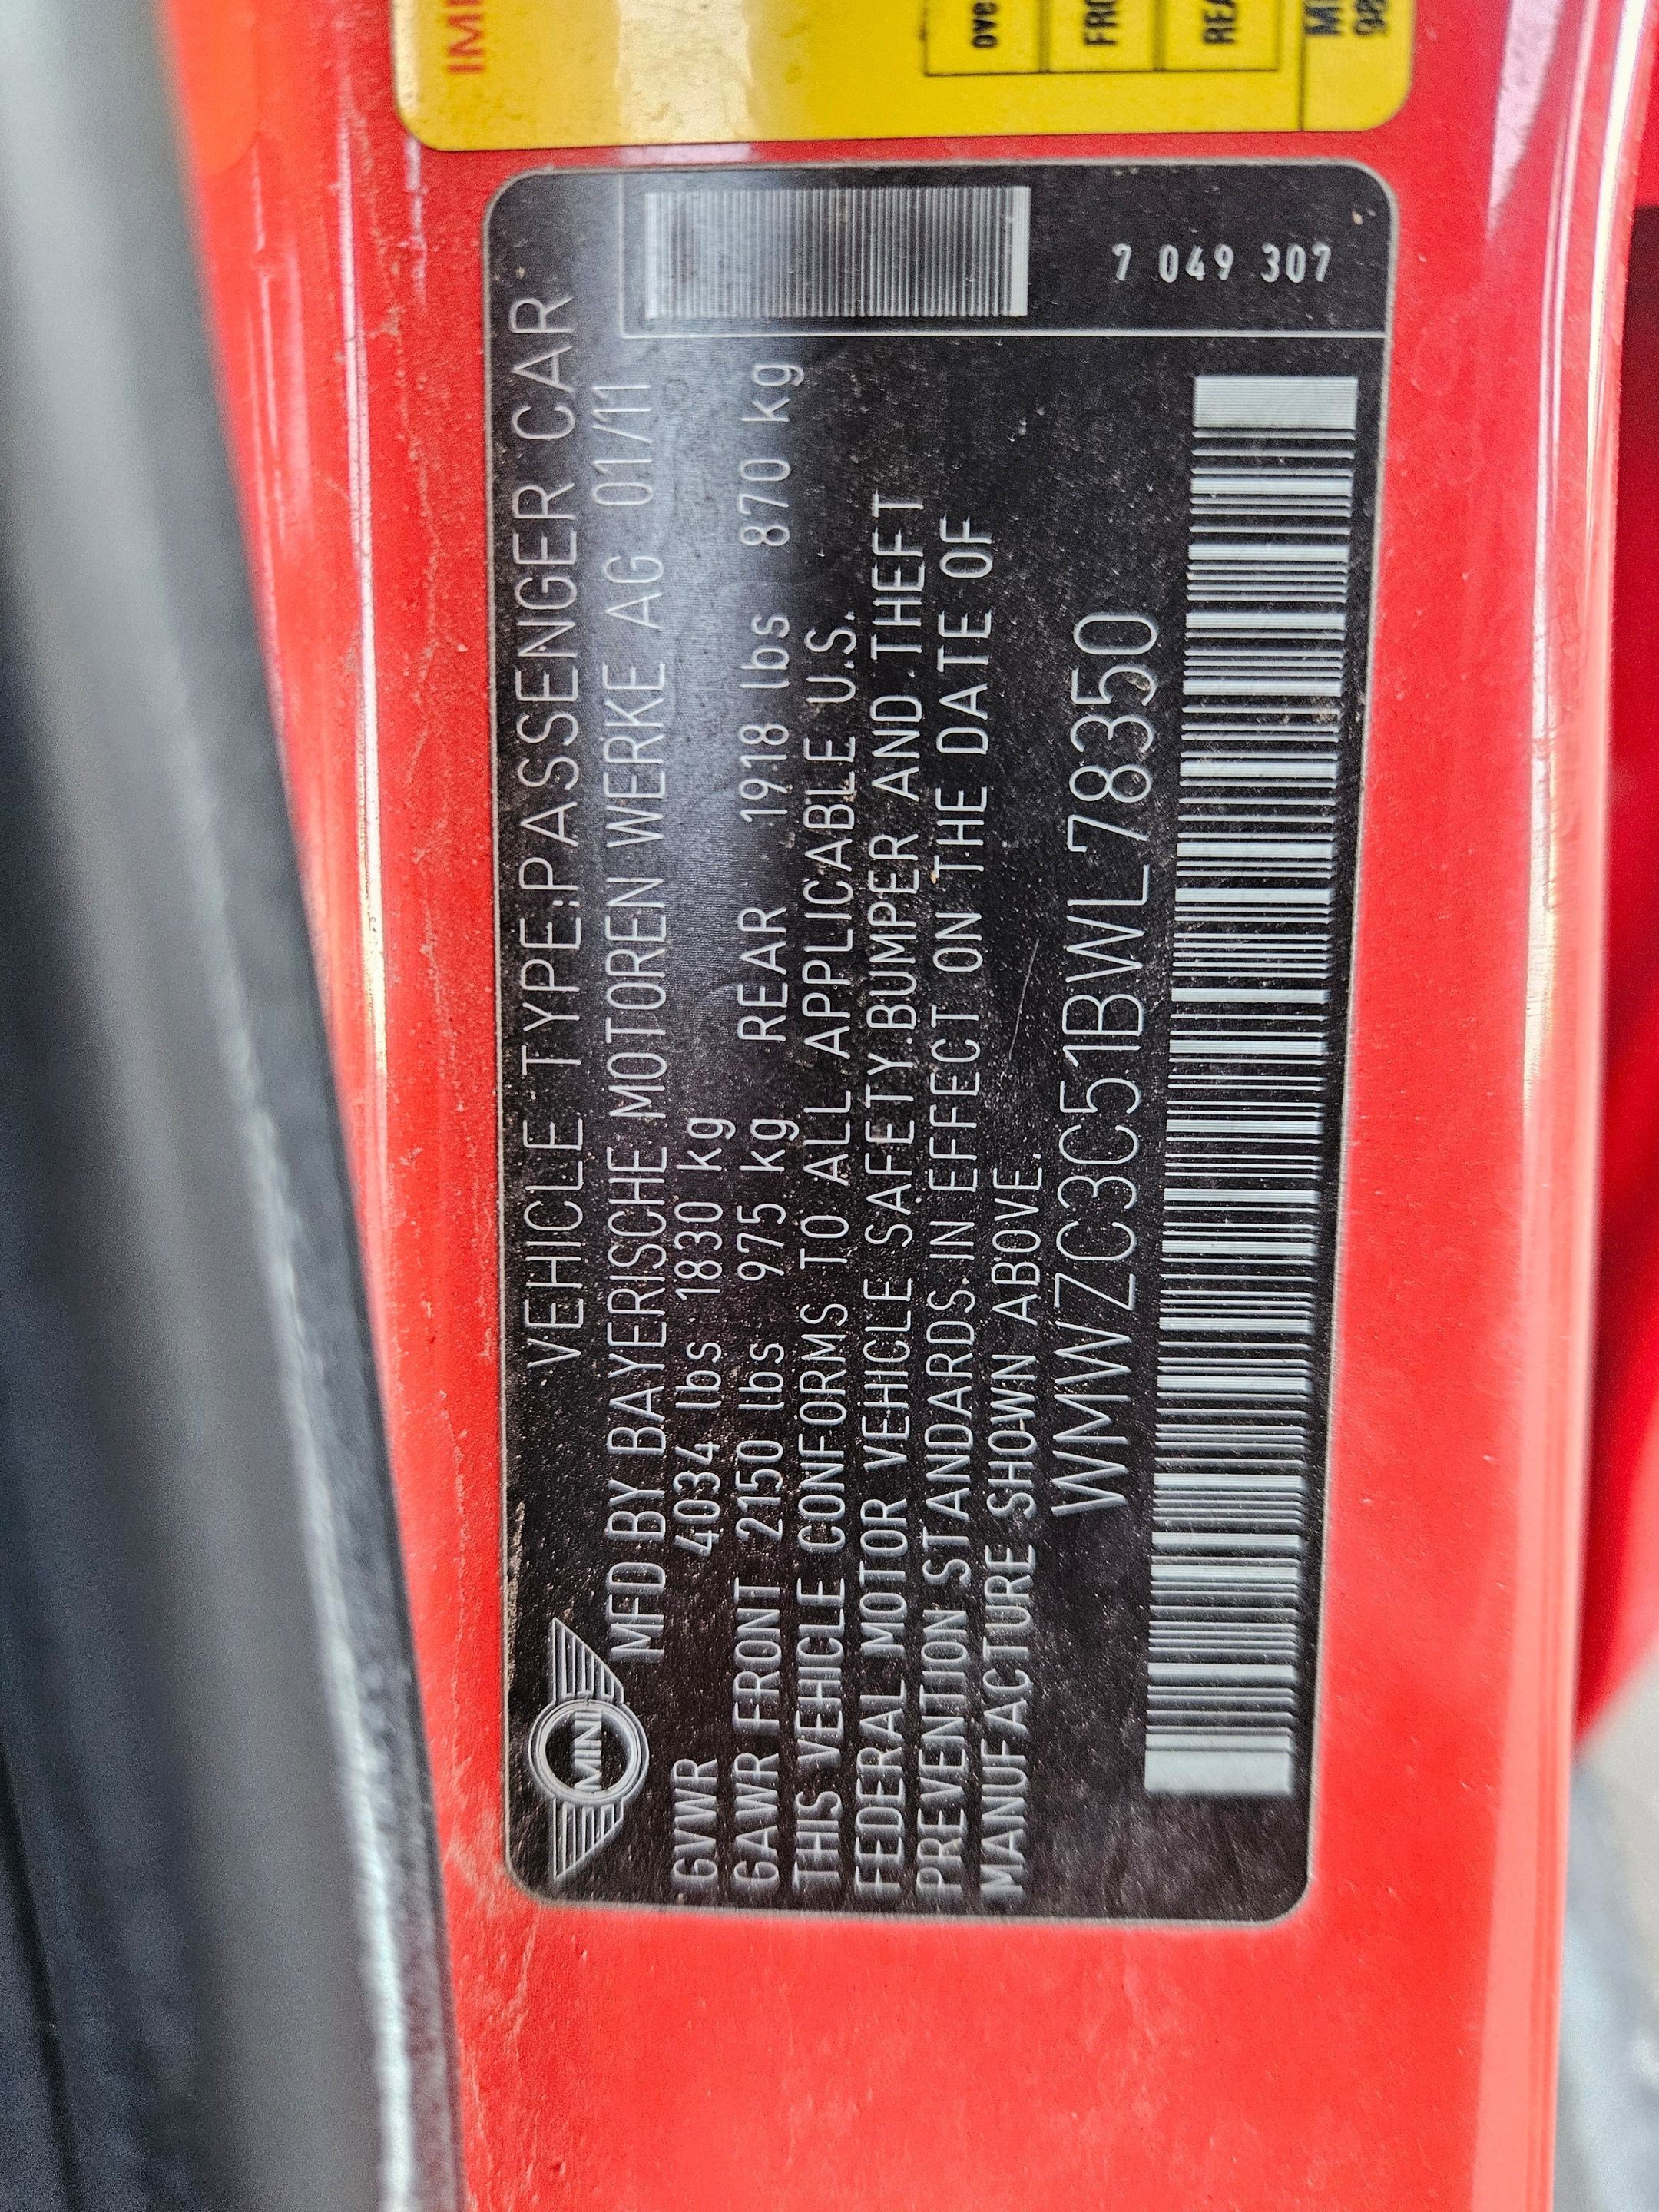 VEHICLE TYPE:PASSENGER CAR
MINI
MFD BY BAYERISCHE MOTOREN WERKE AG 01/11
GVWR 4034 lbs 1830 kg
GAWR FRONT 2150 lbs 975 kg REAR 1918 lbs 870 kg
THIS VEHICLE CONFORMS TO ALL APPLICABLE U.S.
FEDERAL MOTOR VEHICLE SAFETY.BUMPER AND THEFT
PREVENTION STANDARDS.IN EFFECT ON THE DATE OF
MANUFACTURE SHOWN ABOVE.
WMWZC3C51BWL78350
7 049 307